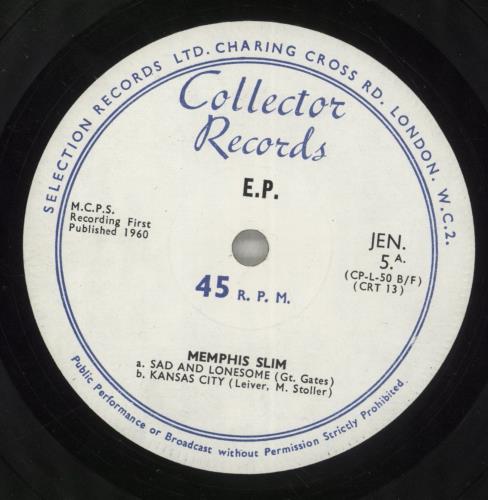 SELECTION RECORDS LTD. CHARING CROSS RD. LONDON. W.C.2.
Collector
Records
E.P.
M.C.P.S.
Recording First
Published 1960
JEN.
5.A.
(CP-L-50 B/F)
(CRT 13)
45 R.P.M.
MEMPHIS SLIM
a. SAD AND LONESOME (Gt. Gates)
b. KANSAS CITY (Leiver, M. Stoller)
Public Performance or Broadcast without Permission Strictly Prohibited.